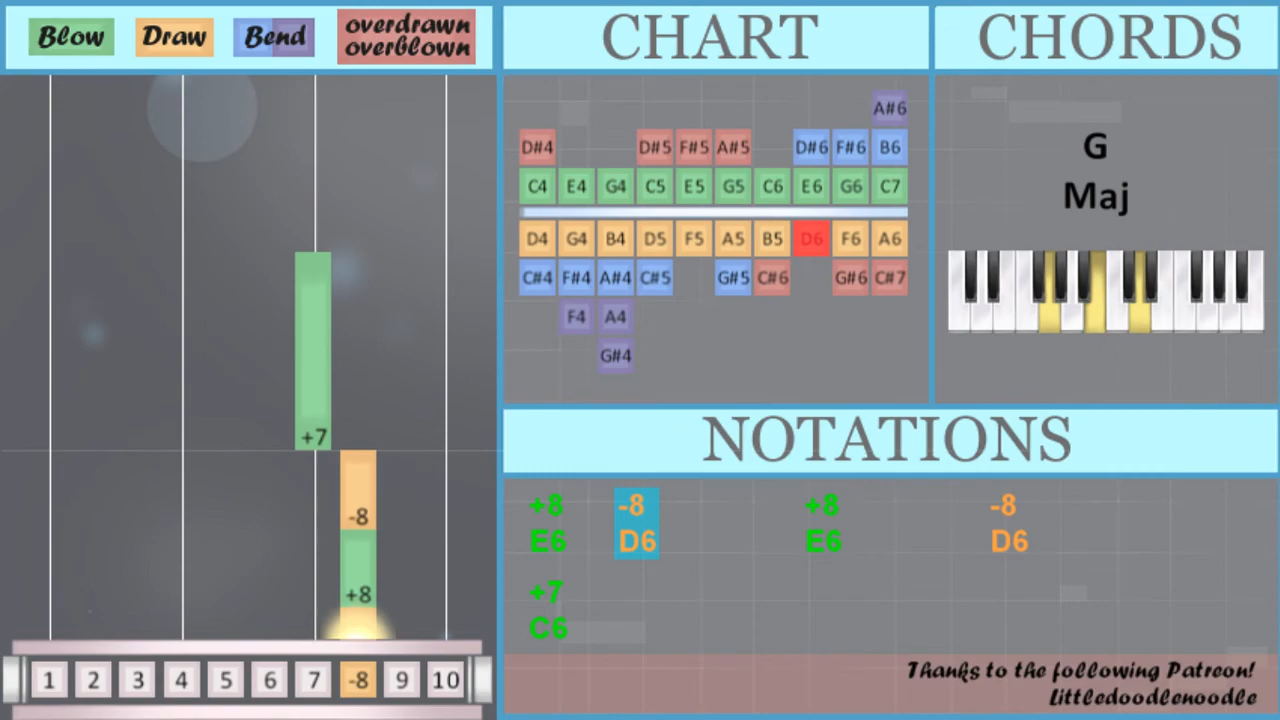 Blow Draw Bend overdrawn
overblown
CHART
CHORDS
A#6
D#4 D#5 F#5 A#5 D#6 F#6 B6
C4 E4 G4 C5 E5 G5 C6 E6 G6 C7
D4 G4 B4 D5 F5 A5 B5 D6 F6 A6
C#4 F#4 A#4 C#5 G#5 C#6 G#6 C#7
F4 A4
G#4
G
Maj
+7
-8
+8
1 2 3 4 5 6 7 -8 9 10
NOTATIONS
+8 -8 +8 -8
E6 D6 E6 D6
+7
C6
Thanks to the following Patreon!
Littledoodlenoodle